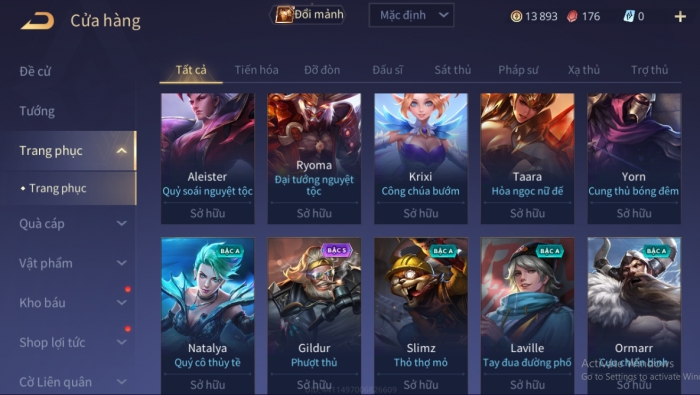 Cửa hàng
Đổi mảnh
Mặc định
13 893
176
0
Đề cử
Tướng
Trang phục
Trang phục
Quà cáp
Vật phẩm
Kho báu
Shop lợi tức
Cờ Liên quân
Tất cả Tiến hóa Đỡ đòn Đấu sĩ Sát thủ Pháp sư Xạ thủ Trợ thủ
Aleister
Quỷ soái nguyệt tộc
Sở hữu
Ryoma
Đại tướng nguyệt
tộc
Sở hữu
Krixi
Công chúa bướm
Sở hữu
Taara
Hỏa ngọc nữ đế
Sở hữu
Yorn
Cung thủ bóng đêm
Sở hữu
BẬC A
Natalya
Quý cô thủy tề
Sở hữu
BẬC S
Gildur
Phượt thủ
Sở hữu
BẬC A
Slimz
Thỏ thợ mỏ
Sở hữu
BẬC A
Laville
Tay đua đường phố
Sở hữu
BẬC A
Ormarr
Cựu chiến binh
Sở hữu
Activate Windows
Go to Settings to activate Win